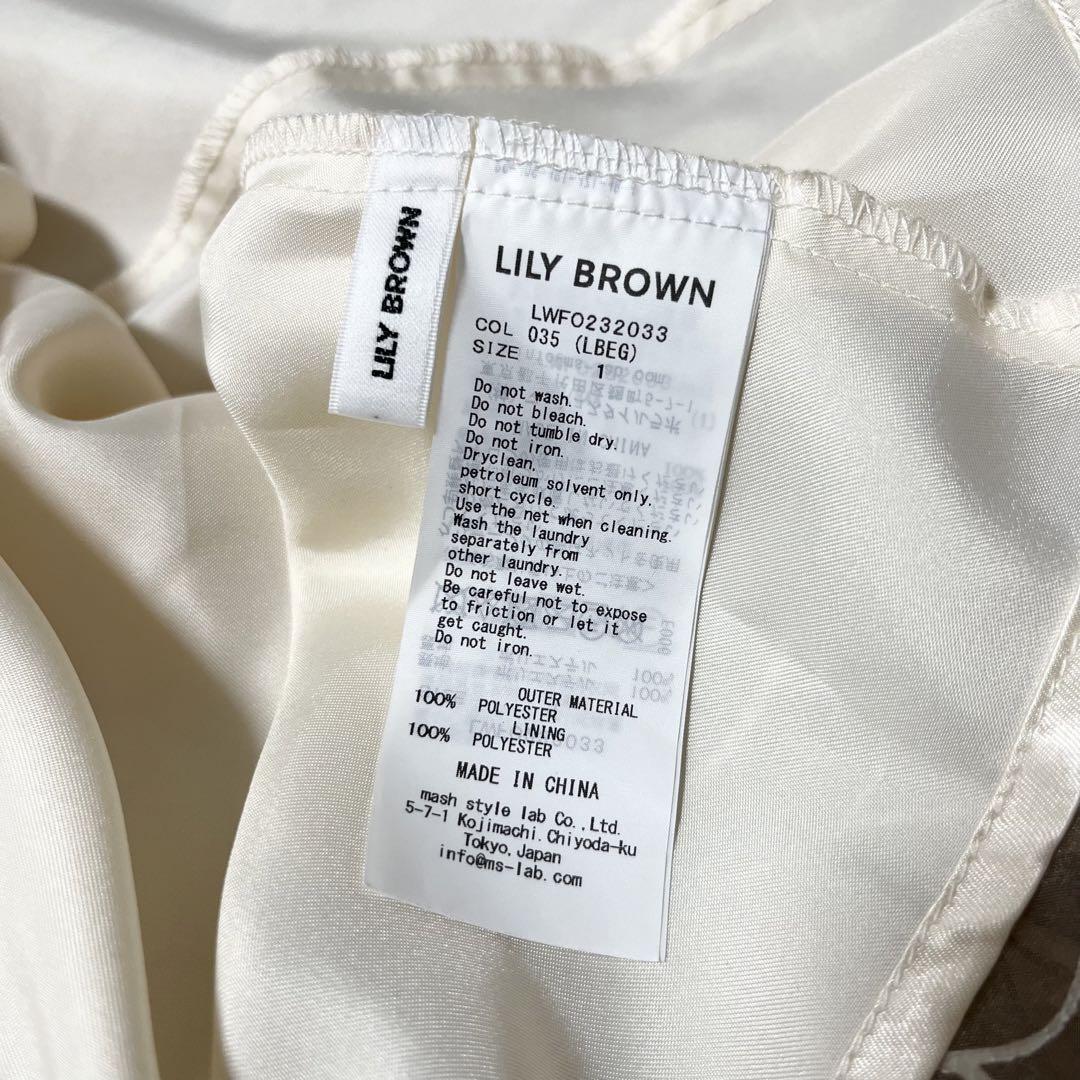 LILY BROWN
LILY BROWN
LWFO232033
COL 035 (LBEG)
SIZE 1
Do not wash.
Do not bleach.
Do not tumble dry.
Do not iron.
Dryclean.
petroleum solvent only.
short cycle.
Use the net when cleaning.
Wash the laundry
separately from
other laundry.
Do not leave wet.
Be careful not to expose
to friction or let it
get caught.
Do not iron.
OUTER MATERIAL
100% POLYESTER
LINING
100% POLYESTER
MADE IN CHINA
mash style lab Co.,Ltd.
5-7-1 Kojimachi.Chiyoda-ku
Tokyo,Japan
info@ms-lab.com